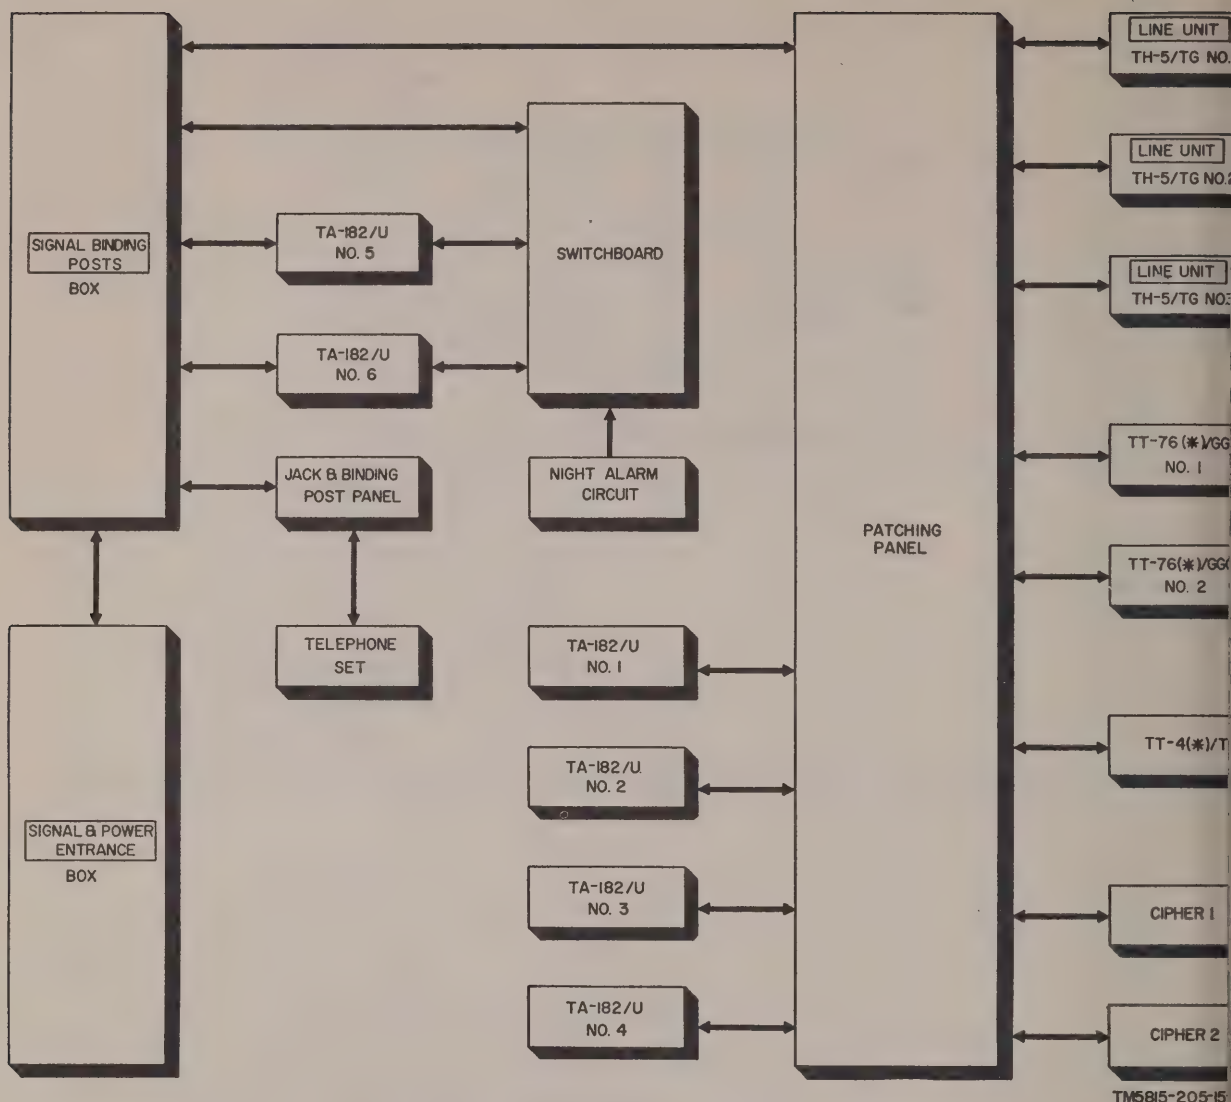 SIGNAL BINDING
POSTS
BOX
SIGNAL & POWER
ENTRANCE
BOX
TA-182/U
NO. 5
TA-182/U
NO. 6
JACK & BINDING
POST PANEL
TELEPHONE
SET
SWITCHBOARD
NIGHT ALARM
CIRCUIT
TA-182/U
NO. 1
TA-182/U
NO. 2
TA-182/U
NO. 3
TA-182/U
NO. 4
PATCHING
PANEL
LINE UNIT
TH-5/TG NO.
LINE UNIT
TH-5/TG NO.2
LINE UNIT
TH-5/TG NO.3
TT-76(*)/GG
NO. 1
TT-76(*)/GG
NO. 2
TT-4(*)/T
CIPHER 1
CIPHER 2
TM5815-205-15